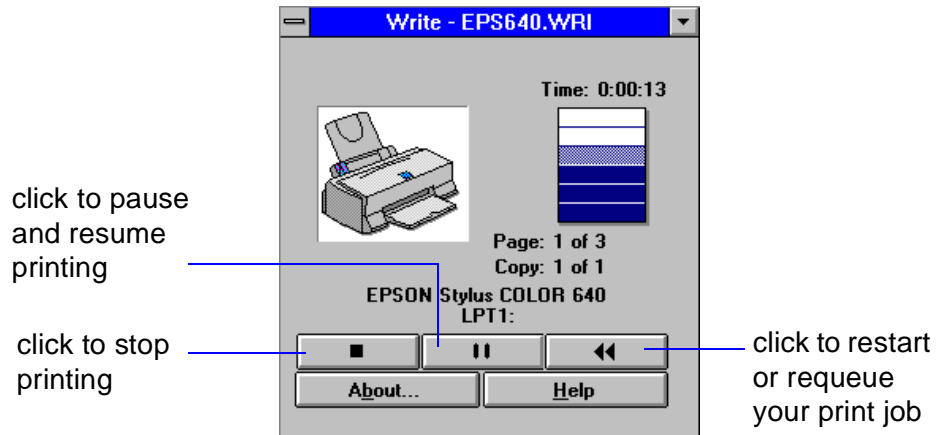 Write - EPS640.WRI
Time: 0:00:13
click to pause
and resume
printing
Page: 1 of 3
Copy: 1 of 1
EPSON Stylus COLOR 640
LPT1:
click to stop
printing
click to restart
or requeue
your print job
About...
Help